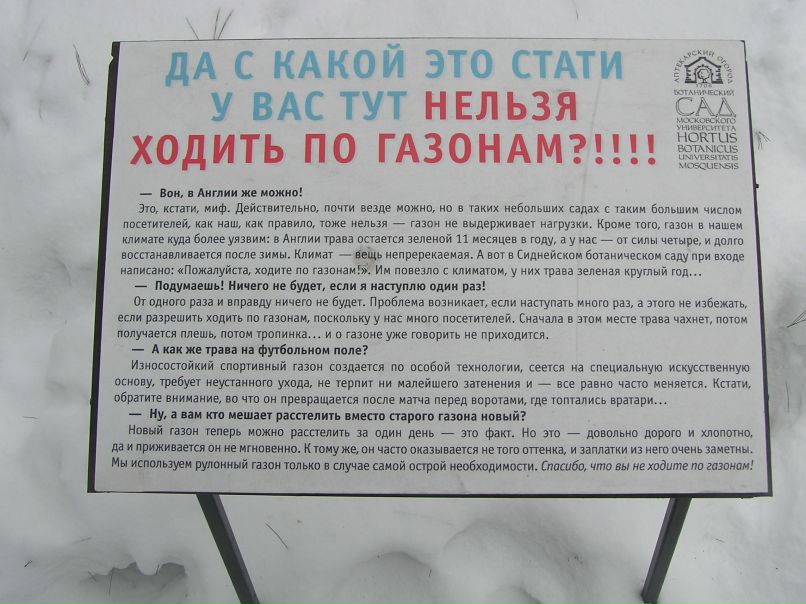 ДА С КАКОЙ ЭТО СТАТИ
У ВАС ТУТ НЕЛЬЗЯ
ХОДИТЬ ПО ГАЗОНАМ?!!!!
АПТЕКАРСКИЙ ОГОРОД
1706
БОТАНИЧЕСКИЙ
САД
МОСКОВСКОГО
УНИВЕРСИТЕТА
HORTUS
BOTANICUS
UNIVERSITATIS
MOSQUENSIS
— Вон, в Англии же можно!
Это, кстати, миф. Действительно, почти везде можно, но в таких небольших садах с таким большим числом
посетителей, как наш, как правило, тоже нельзя — газон не выдерживает нагрузки. Кроме того, газон в нашем
климате куда более уязвим: в Англии трава остается зеленой 11 месяцев в году, а у нас — от силы четыре, и долго
восстанавливается после зимы. Климат — вещь непререкаемая. А вот в Сиднейском ботаническом саду при входе
написано: «Пожалуйста, ходите по газонам!». Им повезло с климатом, у них трава зеленая круглый год...
— Подумаешь! Ничего не будет, если я наступлю один раз!
От одного раза и вправду ничего не будет. Проблема возникает, если наступать много раз, а этого не избежать,
если разрешить ходить по газонам, поскольку у нас много посетителей. Сначала в этом месте трава чахнет, потом
получается плешь, потом тропинка... и о газоне уже говорить не приходится.
— А как же трава на футбольном поле?
Износостойкий спортивный газон создается по особой технологии, сеется на специальную искусственную
основу, требует неустанного ухода, не терпит ни малейшего затенения и — все равно часто меняется. Кстати,
обратите внимание, во что он превращается после матча перед воротами, где топтались вратари...
— Ну, а вам кто мешает расстелить вместо старого газона новый?
Новый газон теперь можно расстелить за один день — это факт. Но это — довольно дорого и хлопотно,
да и приживается он не мгновенно. К тому же, он часто оказывается не того оттенка, и заплатки из него очень заметны.
Мы используем рулонный газон только в случае самой острой необходимости. Спасибо, что вы не ходите по газонам!